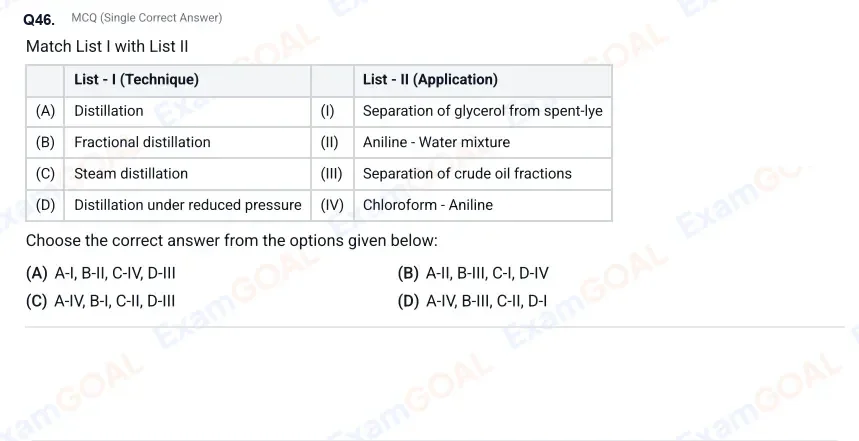 Q46. MCQ (Single Correct Answer)
Match List I with List II
List - I (Technique) List - II (Application)
(A) Distillation (I) Separation of glycerol from spent-lye
(B) Fractional distillation (II) Aniline - Water mixture
(C) Steam distillation (III) Separation of crude oil fractions
(D) Distillation under reduced pressure (IV) Chloroform - Aniline
Choose the correct answer from the options given below:
(A) A-I, B-II, C-IV, D-III (B) A-II, B-III, C-I, D-IV
(C) A-IV, B-I, C-II, D-III (D) A-IV, B-III, C-II, D-I
ExamGOAL